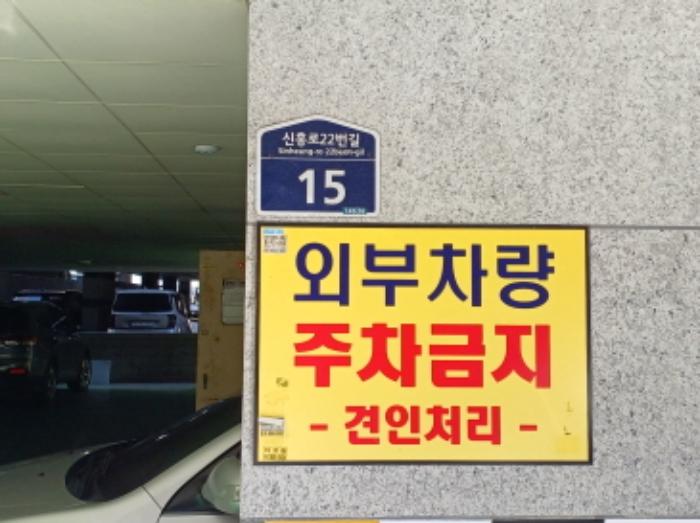 신흥로22번길
Sinheung-ro 22beon-gil
15
외부차량
주차금지
- 견인처리 -